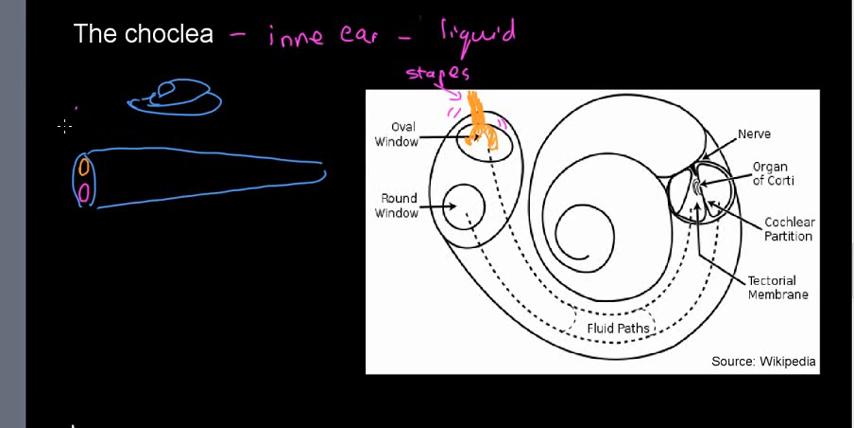 The choclea – inne ear – liquid
stapes
Oval
Window
Round
Window
Nerve
Organ
of Corti
Cochlear
Partition
Tectorial
Membrane
Fluid Paths
Source: Wikipedia